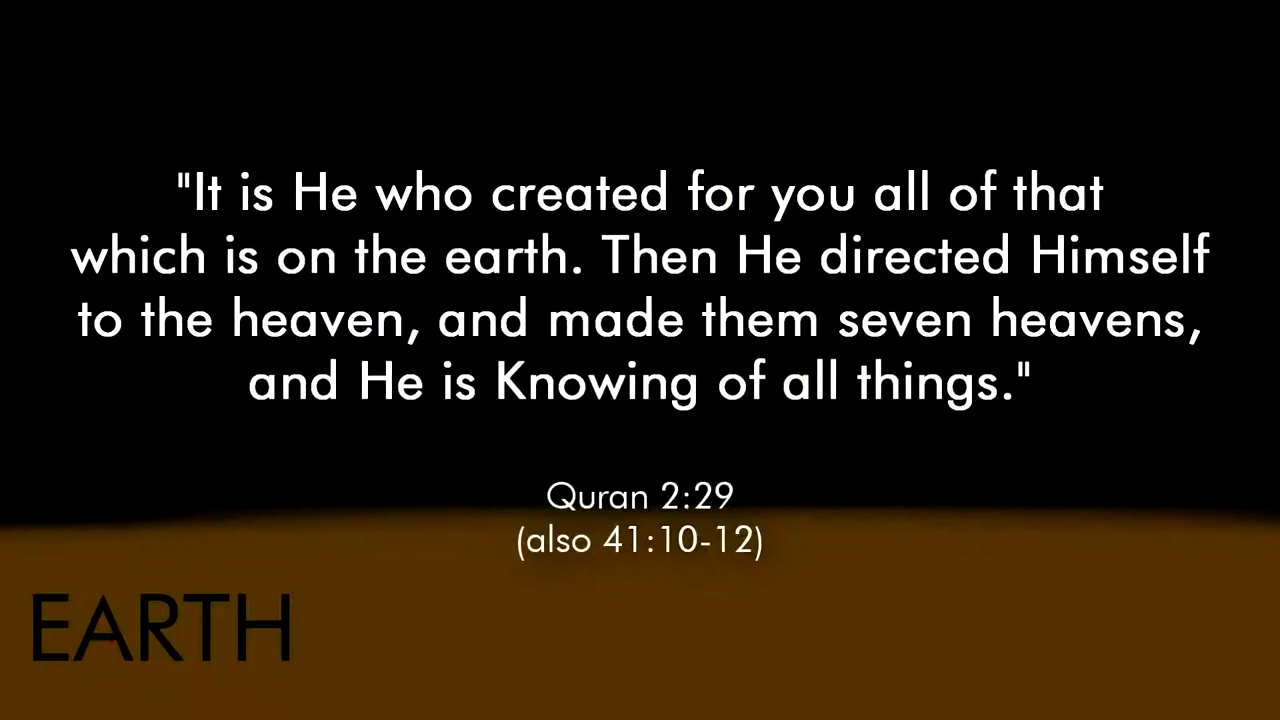 "It is He who created for you all of that
which is on the earth. Then He directed Himself
to the heaven, and made them seven heavens,
and He is Knowing of all things."
Quran 2:29
(also 41:10-12)
EARTH